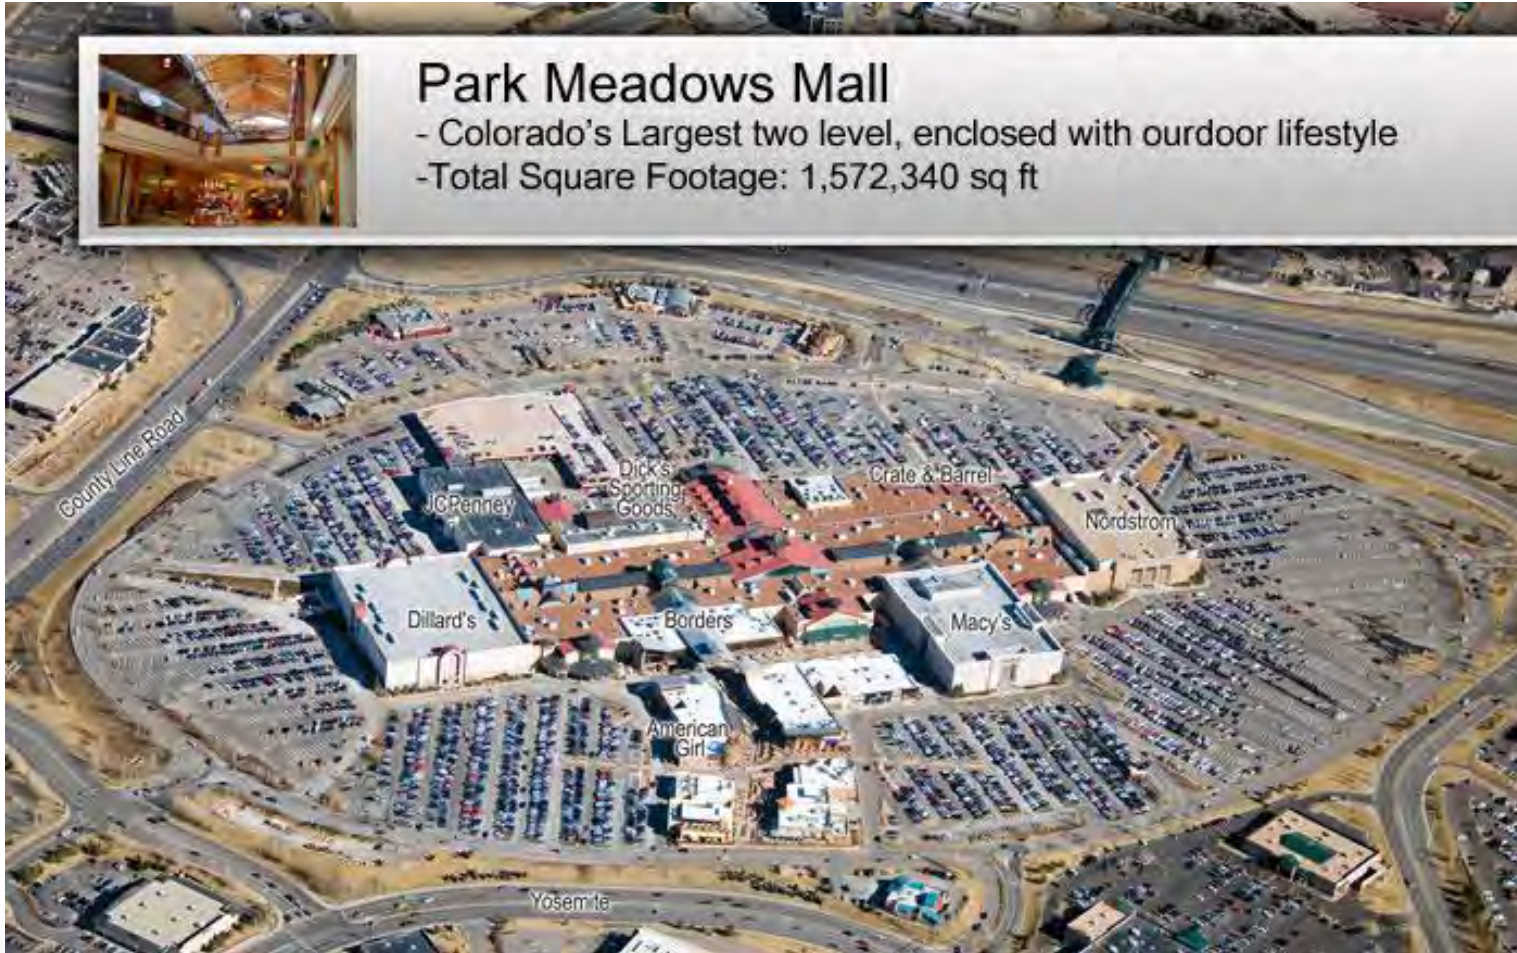 Park Meadows Mall
- Colorado's Largest two level, enclosed with ourdoor lifestyle
-Total Square Footage: 1,572,340 sq ft
County Line Road
JCPenney
Dick's
Sporting
Goods
Crate & Barrel
Nordstrom
Dillard's
Borders
Macy's
American
Girl
Yosemite